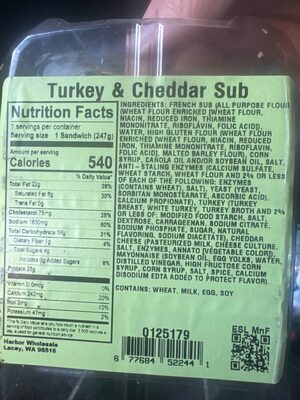 Turkey & Cheddar Sub
Nutrition Facts
1 servings per container
Serving size 1 Sandwich (247g)
Amount per serving
Calories 540
% Daily Value*
Total Fat 22g 28%
Saturated Fat 6g 30%
Trans Fat 0g
Cholesterol 75mg 25%
Sodium 1800mg 80%
Total Carbohydrate 58g 21%
Dietary Fiber 1g 4%
Total Sugars 4g
Includes 5g Added Sugars
Protein 28g
Vitamin D 0mcg 0%
Calcium 242mg 20%
Iron 2mg 10%
Potassium 47mg 2%
Harbor Wholesale
Lacey, WA 98516
INGREDIENTS: FRENCH SUB (ALL PURPOSE FLOUR
(WHEAT FLOUR ENRICHED (WHEAT FLOUR,
NIACIN, REDUCED IRON, THIAMINE
MONONITRATE, RIBOFLAVIN, FOLIC ACID)),
WATER, HIGH GLUTEN FLOUR (WHEAT FLOUR
ENRICHED (WHEAT FLOUR, NIACIN, REDUCED
IRON, THIAMINE MONONITRATE, RIBOFLAVIN,
FOLIC ACID), MALTED BARLEY FLOUR), CORN
SYRUP, CANOLA OIL AND/OR SOYBEAN OIL, SALT,
ANTI - STALING ENZYMES (CALCIUM SULFATE,
WHEAT STARCH, WHEAT FLOUR AND 2% OR LESS
OF EACH OF THE FOLLOWING: ENZYMES
(CONTAINS WHEAT), SALT), YEAST (YEAST,
SORBITAN MONOSTEARATE, ASCORBIC ACID),
CALCIUM PROPIONATE), TURKEY (TURKEY
BREAST, WHITE TURKEY, TURKEY BROTH AND 2%
OR LESS OF: MODIFIED FOOD STARCH, SALT,
DEXTROSE, CARRAGEENAN, SODIUM CITRATE,
SODIUM PHOSPHATE, SUGAR, NATURAL
FLAVORING, SODIUM DIACETATE), CHEDDAR
CHEESE (PASTEURIZED MILK, CHEESE CULTURE,
SALT, ENZYMES, ANNATO (VEGETABLE COLOR)),
MAYONNAISE (SOYBEAN OIL, EGG YOLKS, WATER,
DISTILLED VINEGAR, HIGH FRUCTOSE CORN
SYRUP, CORN SYRUP, SALT, SPICE, CALCIUM
DISODIUM EDTA ADDED TO PROTECT FLAVOR).
CONTAINS: WHEAT, MILK, EGG, SOY
0125179
6 77684 52244 1
ESL MnF